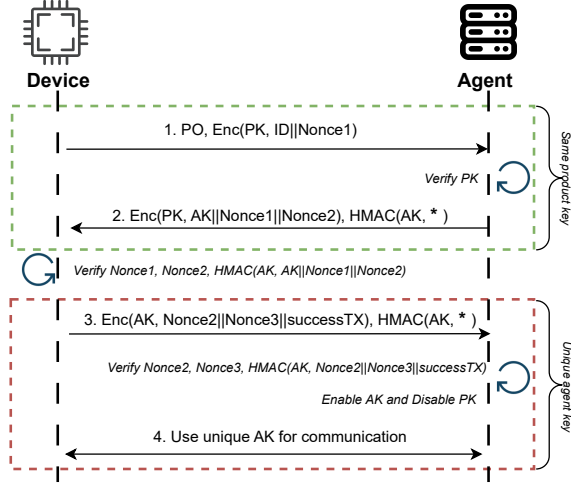 Device
Agent
1. PO, Enc(PK, ID||Nonce1)
Verify PK
Same product key
2. Enc(PK, AK||Nonce1||Nonce2), HMAC(AK, * )
Verify Nonce1, Nonce2, HMAC(AK, AK||Nonce1||Nonce2)
3. Enc(AK, Nonce2||Nonce3||successTX), HMAC(AK, * )
Verify Nonce2, Nonce3, HMAC(AK, Nonce2||Nonce3||successTX)
Enable AK and Disable PK
Unique agent key
4. Use unique AK for communication